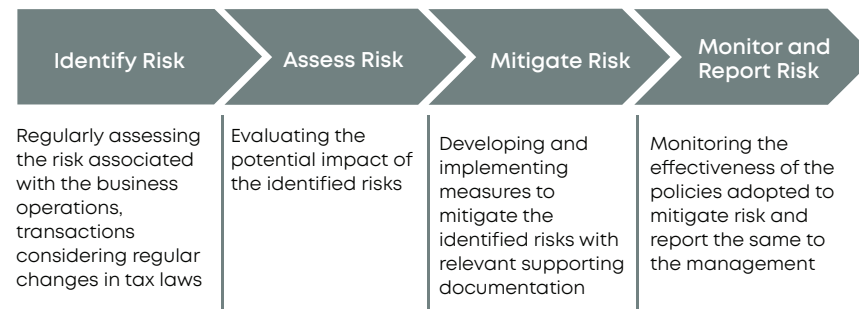 Identify Risk
Regularly assessing
the risk associated
with the business
operations,
transactions
considering regular
changes in tax laws
Assess Risk
Evaluating the
potential impact of
the identified risks
Mitigate Risk
Developing and
implementing
measures to
mitigate the
identified risks with
relevant supporting
documentation
Monitor and
Report Risk
Monitoring the
effectiveness of the
policies adopted to
mitigate risk and
report the same to
the management